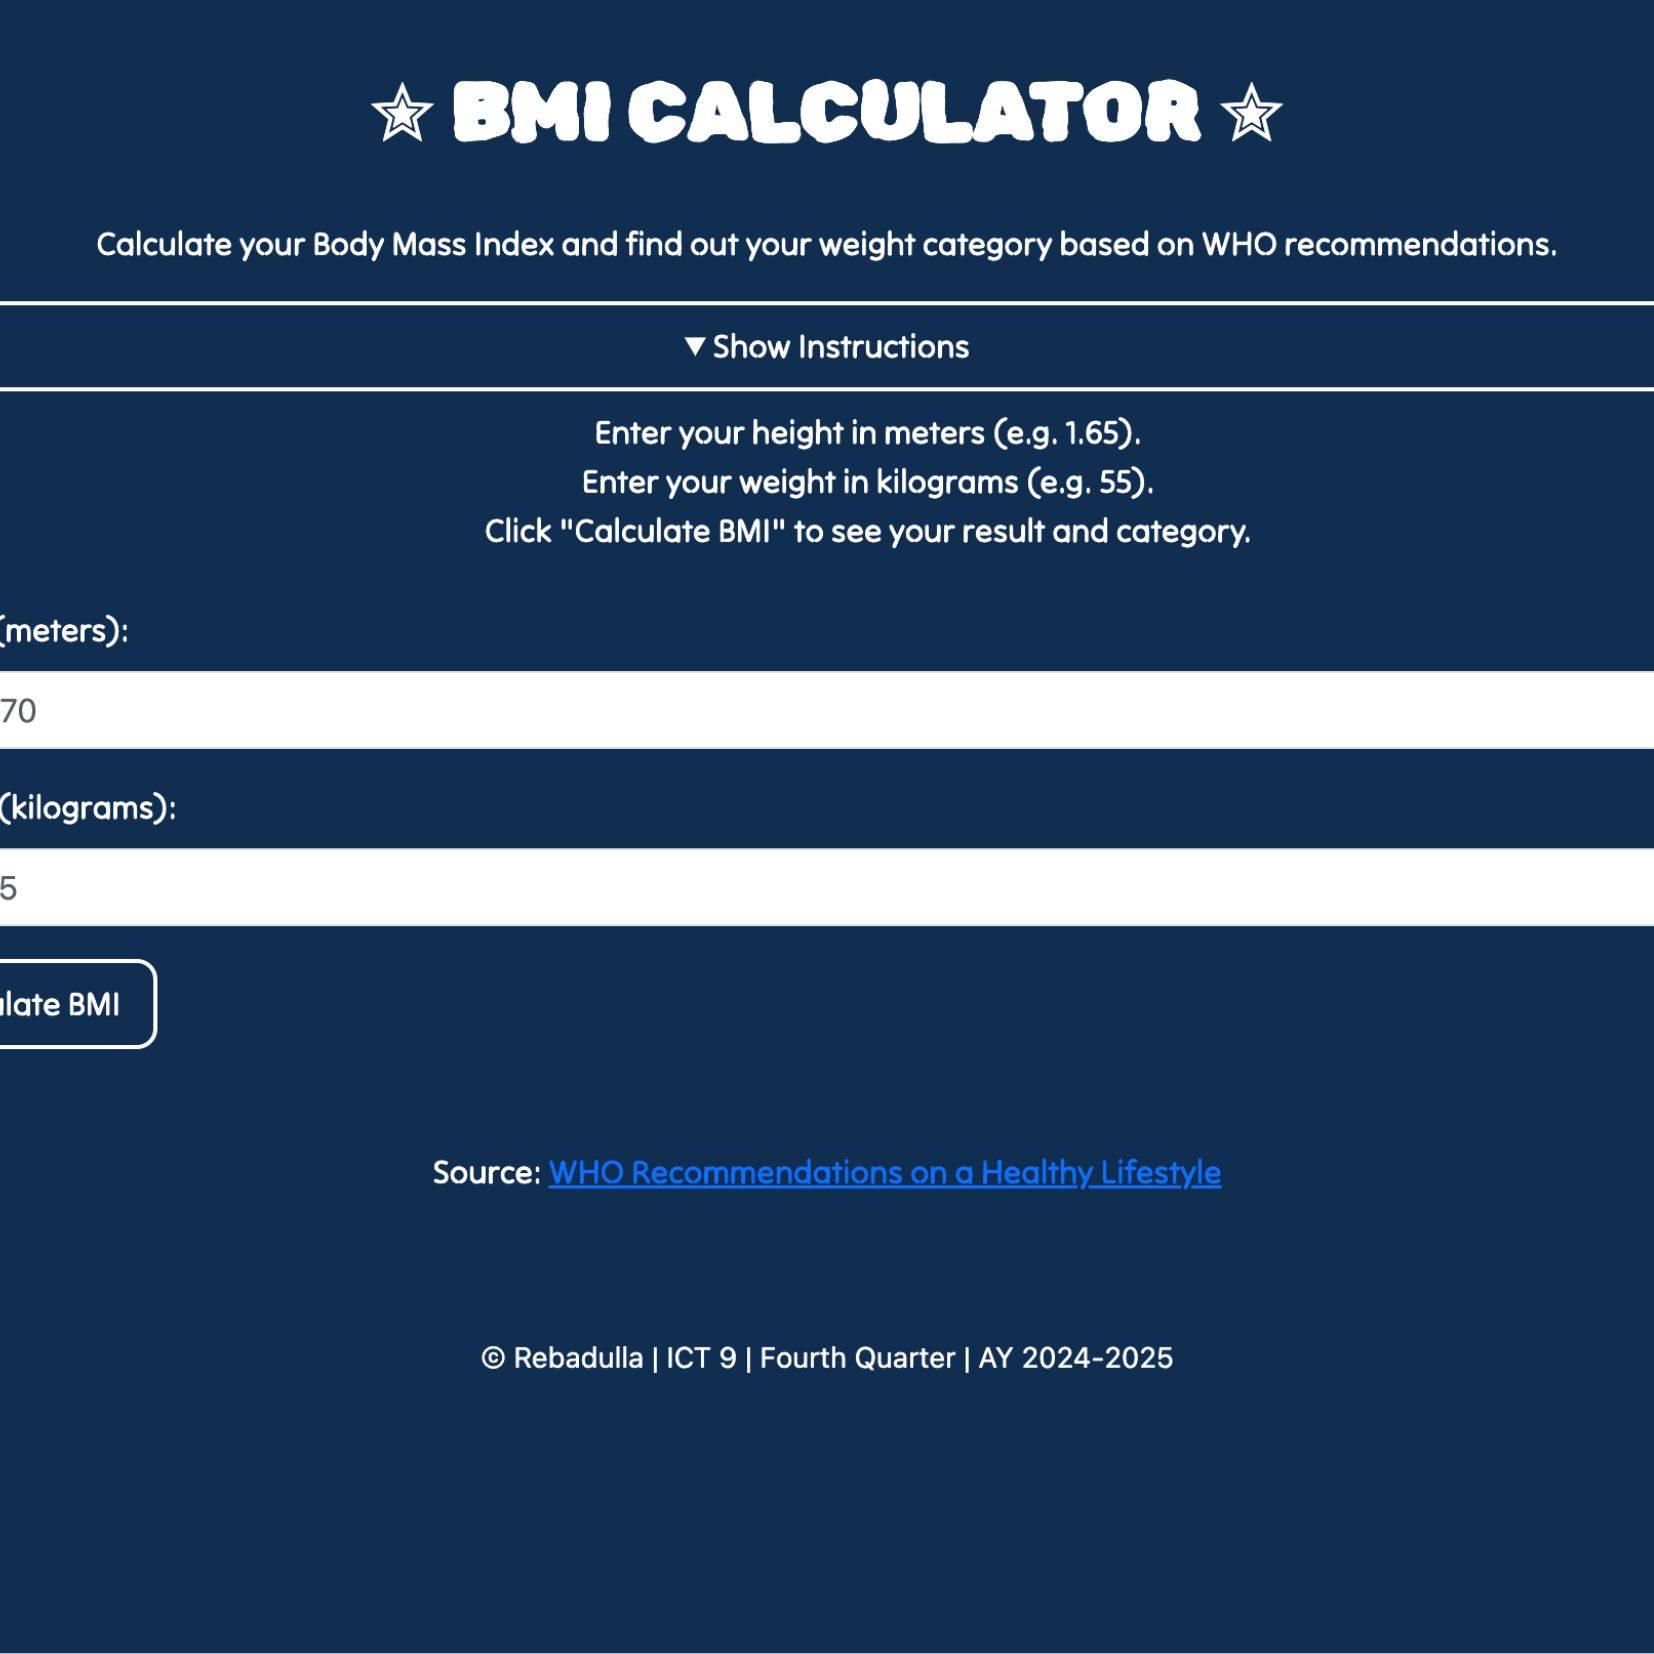 BMI CALCULATOR
Calculate your Body Mass Index and find out your weight category based on WHO recommendations.
Show Instructions
Enter your height in meters (e.g. 1.65).
Enter your weight in kilograms (e.g. 55).
Click "Calculate BMI" to see your result and category.
(meters):
70
(kilograms):
5
late BMI
Source: WHO Recommendations on a Healthy Lifestyle
© Rebadulla | ICT 9 | Fourth Quarter | AY 2024-2025